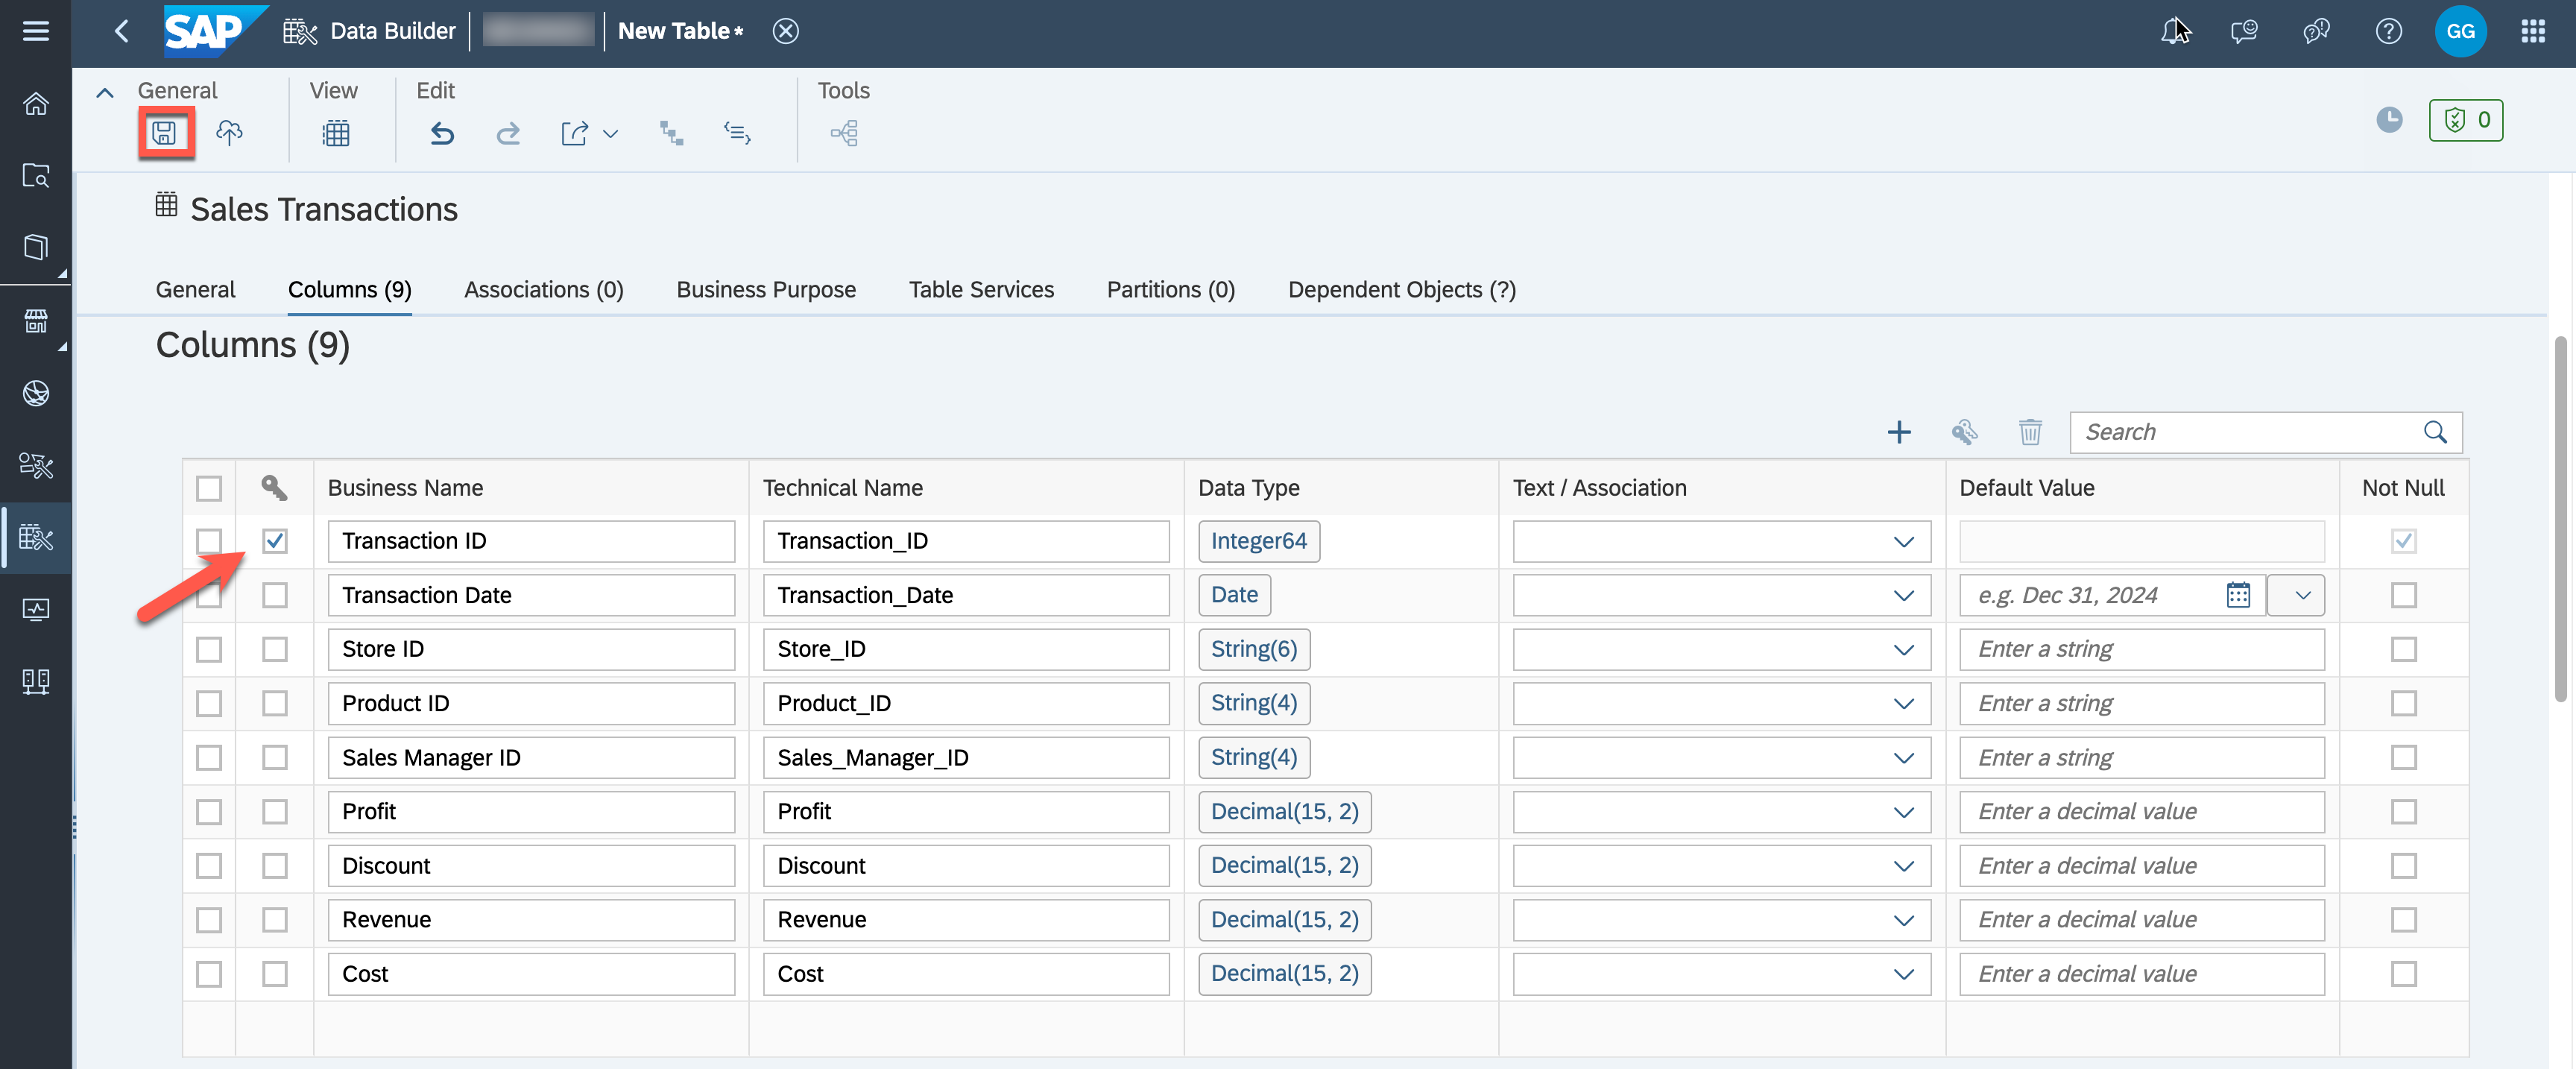 SAP Data Builder New Table* GG
General View Edit Tools
0
Sales Transactions
General Columns (9) Associations (0) Business Purpose Table Services Partitions (0) Dependent Objects (?)
Columns (9)
Search
Business Name Technical Name Data Type Text / Association Default Value Not Null
Transaction ID Transaction_ID Integer64
Transaction Date Transaction_Date Date e.g. Dec 31, 2024
Store ID Store_ID String(6) Enter a string
Product ID Product_ID String(4) Enter a string
Sales Manager ID Sales_Manager_ID String(4) Enter a string
Profit Profit Decimal(15, 2) Enter a decimal value
Discount Discount Decimal(15, 2) Enter a decimal value
Revenue Revenue Decimal(15, 2) Enter a decimal value
Cost Cost Decimal(15, 2) Enter a decimal value